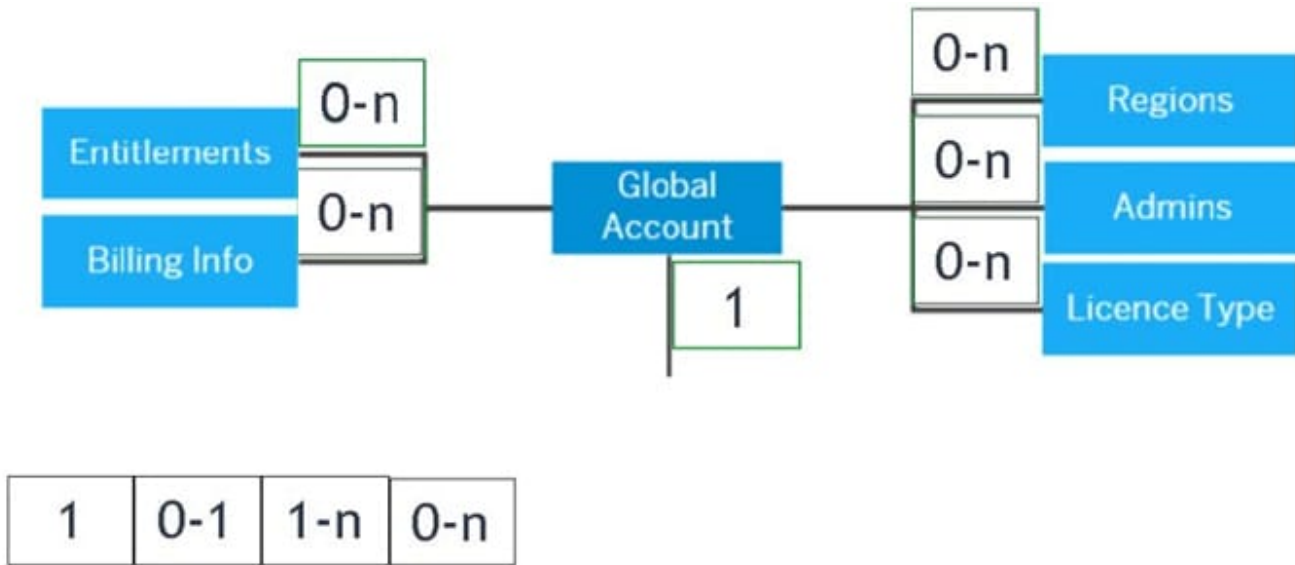 0-n
Entitlements
0-n
Billing Info
Global
Account
1
0-n
Regions
0-n
Admins
0-n
Licence Type
1 0-1 1-n 0-n